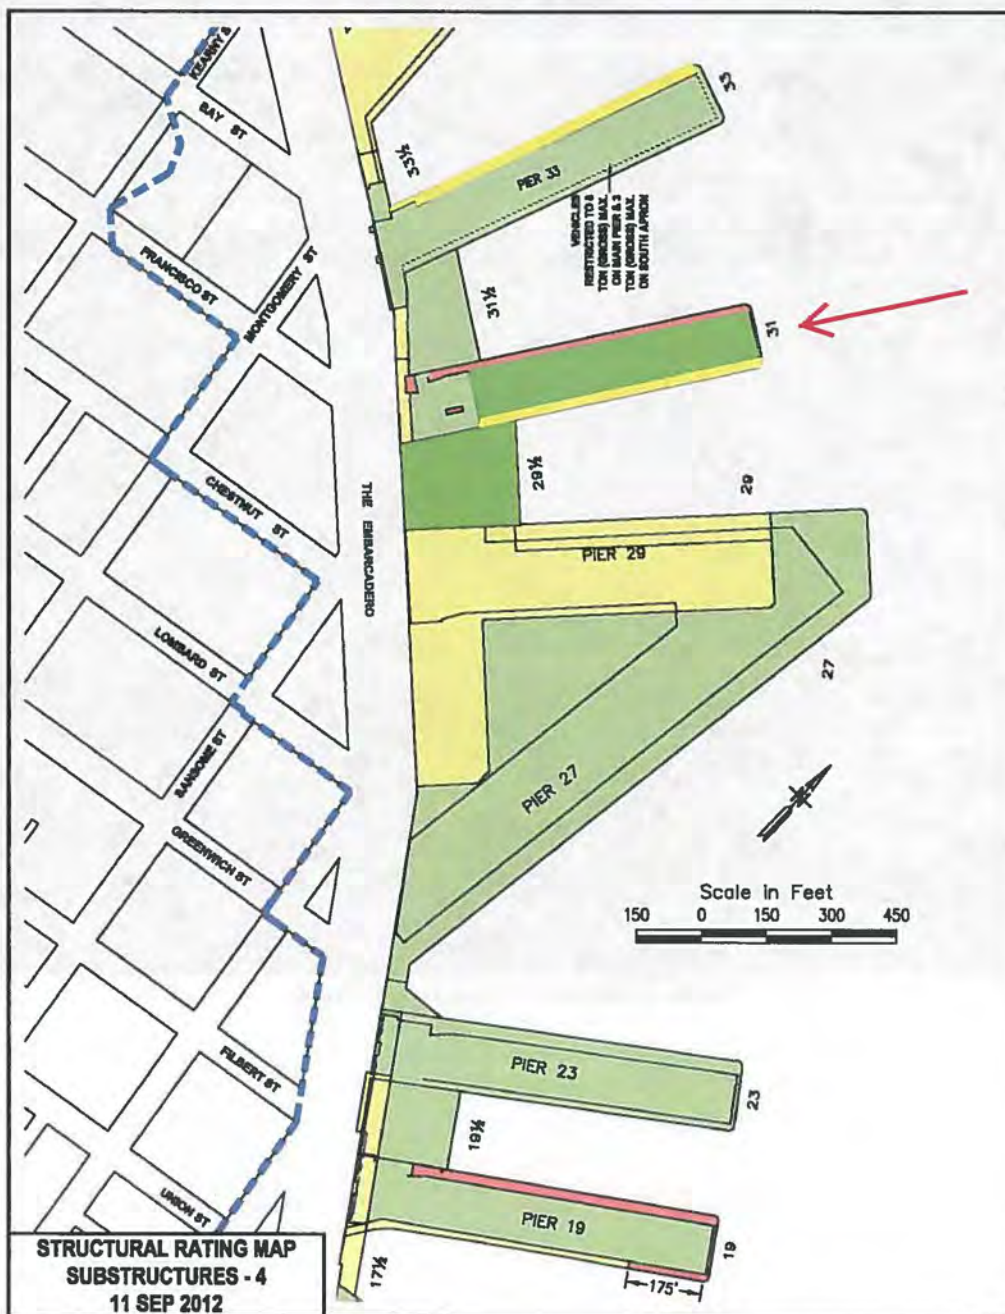 KEARNY S
BAY ST
FRANCISCO ST
MONTGOMERY ST
CHESTNUT ST
THE EMBARCADERO
LOMBARD ST
SANSOME ST
GREENWICH ST
FILBERT ST
UNION ST
33½
33
PIER 33
VEHICLES
RESTRICTED TO 8
TON (GROSS) MAX.
ON MAIN PIER & 3
TON (GROSS) MAX.
ON SOUTH APRON
31½
31
29½
29
PIER 29
27
PIER 27
Scale in Feet
150 0 150 300 450
PIER 23
23
19½
PIER 19
19
175'
17½
STRUCTURAL RATING MAP
SUBSTRUCTURES - 4
11 SEP 2012